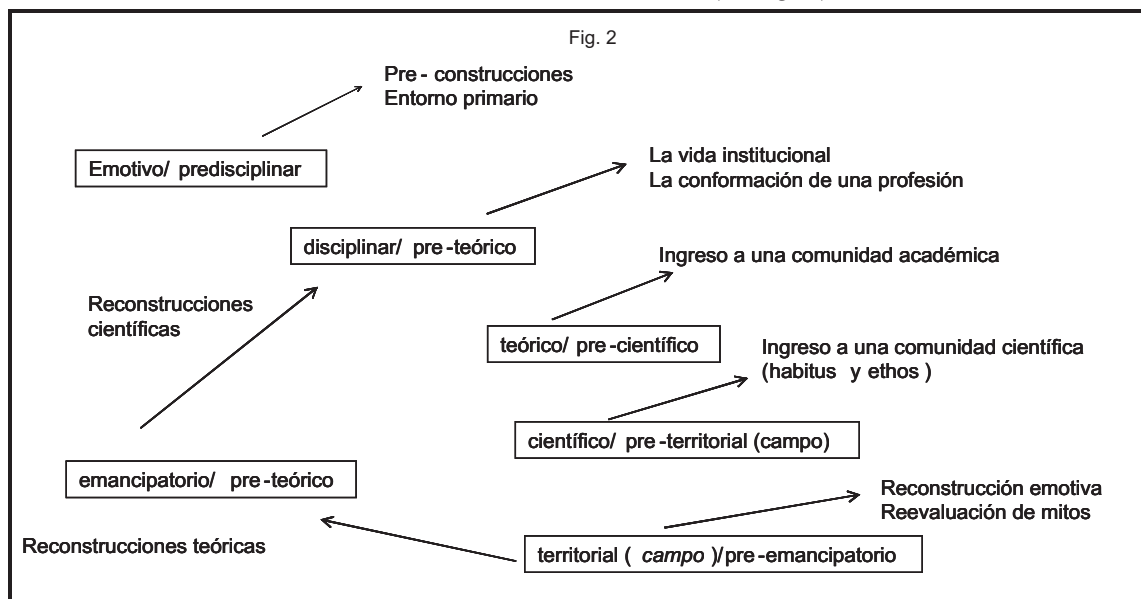 Fig. 2
Pre - construcciones
Entorno primario
Emotivo/ predisciplinar
La vida institucional
La conformación de una profesión
disciplinar/ pre -teórico
Ingreso a una comunidad académica
Reconstrucciones
científicas
teórico/ pre -científico
Ingreso a una comunidad científica
(habitus y ethos )
científico/ pre -territorial (campo)
emancipatorio/ pre -teórico
Reconstrucción emotiva
Reevaluación de mitos
Reconstrucciones teóricas
territorial ( campo )/pre -emancipatorio